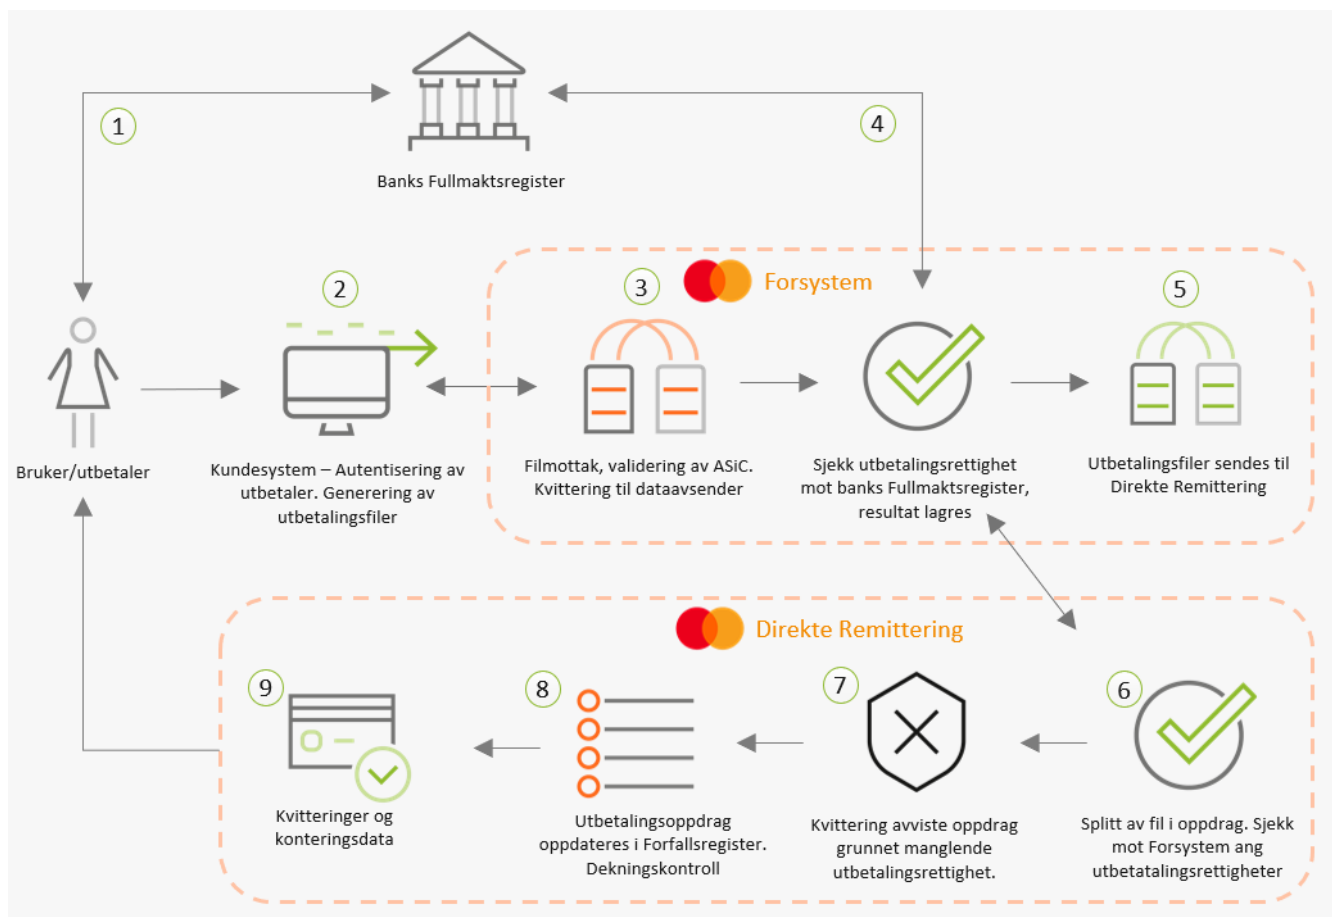 1
4
Banks Fullmaktsregister
2
3
Forsystem
5
Bruker/utbetaler
Kundesystem – Autentisering av
utbetaler. Generering av
utbetalingsfiler
Filmottak, validering av ASiC.
Kvittering til dataavsender
Sjekk utbetalingsrettighet
mot banks Fullmaktsregister,
resultat lagres
Utbetalingsfiler sendes til
Direkte Remittering
Direkte Remittering
9
8
7
6
Kvitteringer og
konteringsdata
Utbetalingsoppdrag
oppdateres i Forfallsregister.
Dekningskontroll
Kvittering avviste oppdrag
grunnet manglende
utbetalingsrettighet.
Splitt av fil i oppdrag. Sjekk
mot Forsystem ang
utbetatalingsrettigheter